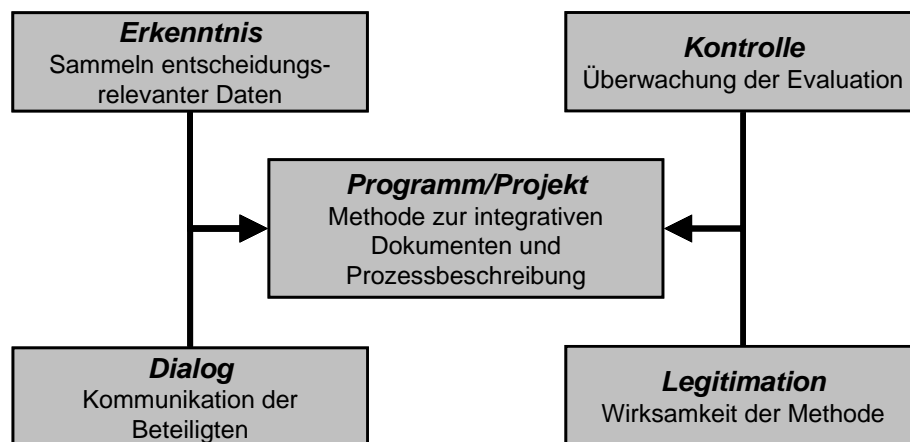 Erkenntnis
Sammeln entscheidungs-
relevanter Daten
Kontrolle
Überwachung der Evaluation
Programm/Projekt
Methode zur integrativen
Dokumenten und
Prozessbeschreibung
Dialog
Kommunikation der
Beteiligten
Legitimation
Wirksamkeit der Methode